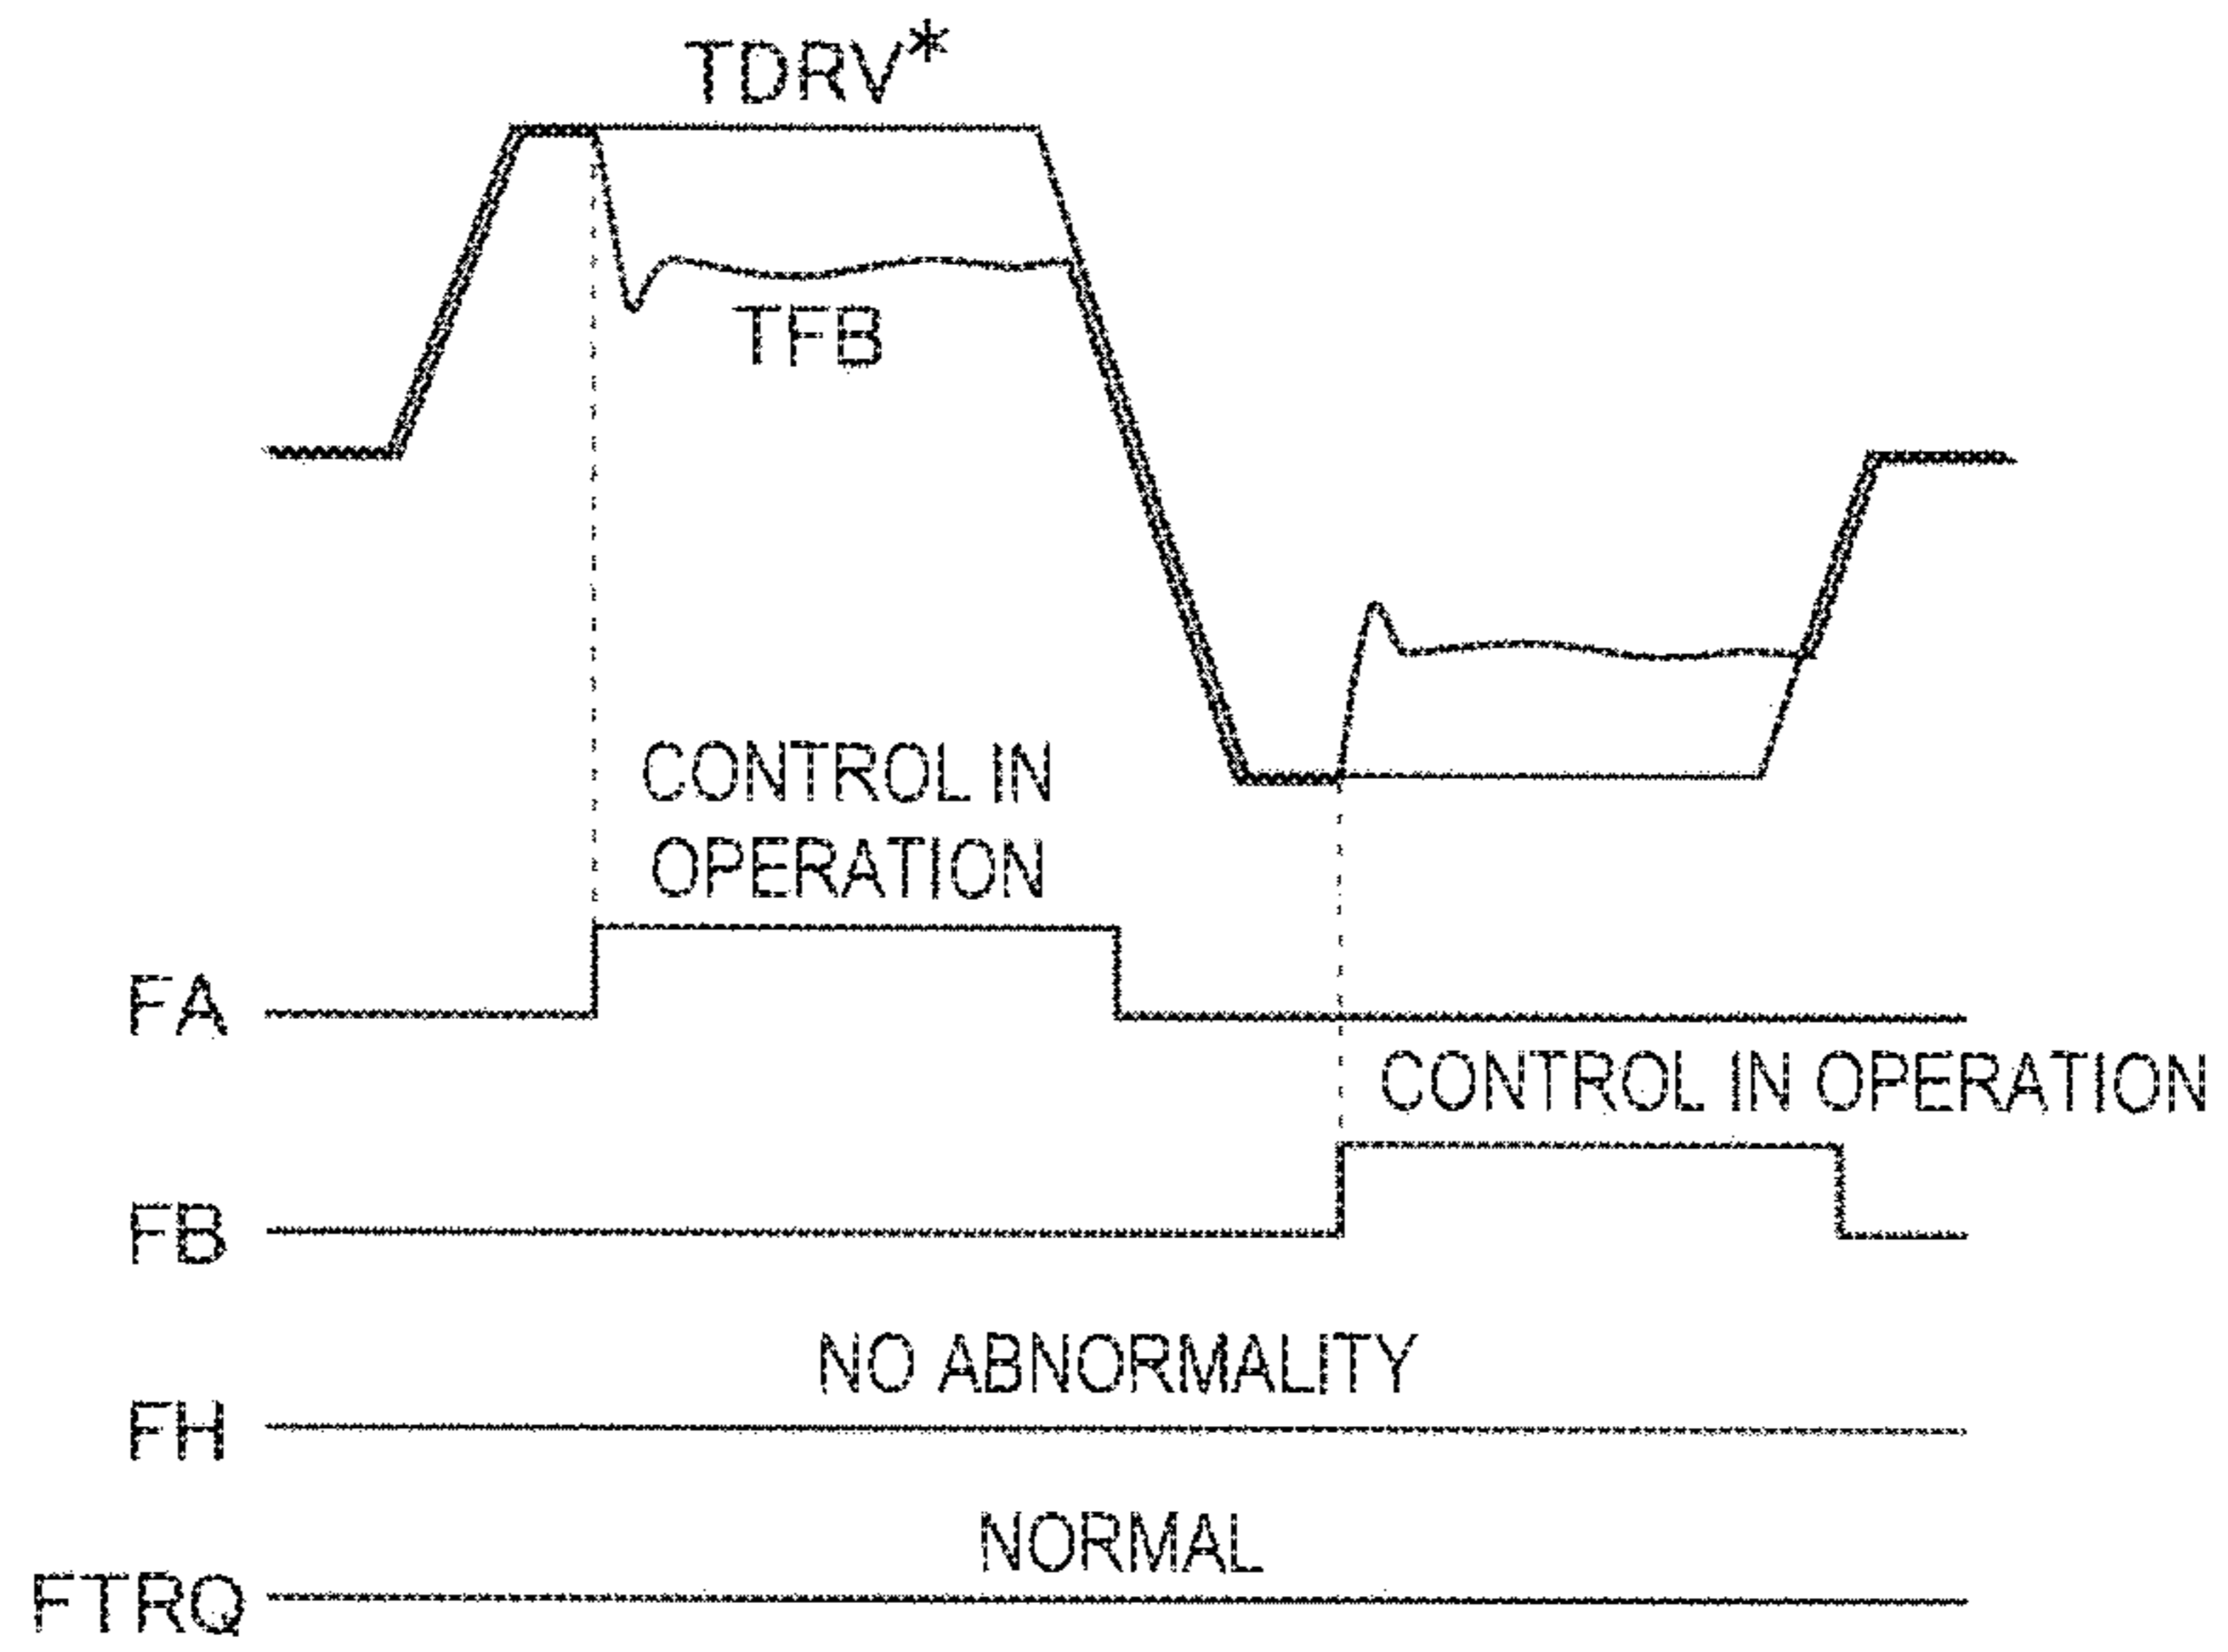 TDRV*
TFB
CONTROL IN
OPERATION
FA
CONTROL IN OPERATION
FB
NO ABNORMALITY
FH
NORMAL
FTRQ